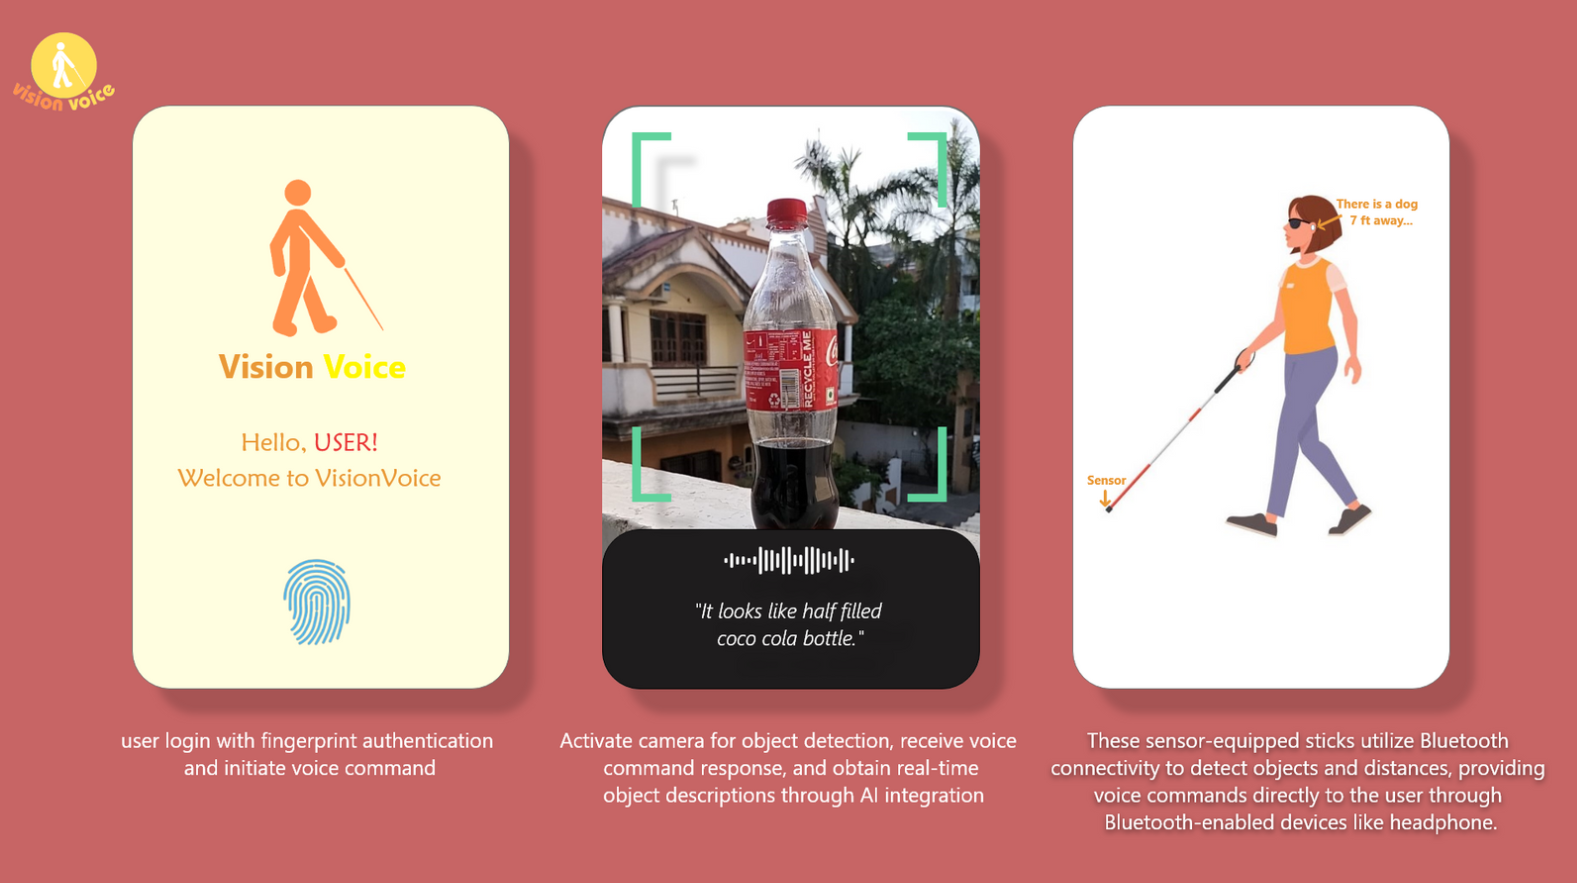 vision voice
Vision Voice
Hello, USER!
Welcome to VisionVoice
user login with fingerprint authentication
and initiate voice command
RECYCLE ME
"It looks like half filled
coco cola bottle."
Activate camera for object detection, receive voice
command response, and obtain real-time
object descriptions through AI integration
There is a dog
7 ft away...
Sensor
These sensor-equipped sticks utilize Bluetooth
connectivity to detect objects and distances, providing
voice commands directly to the user through
Bluetooth-enabled devices like headphone.